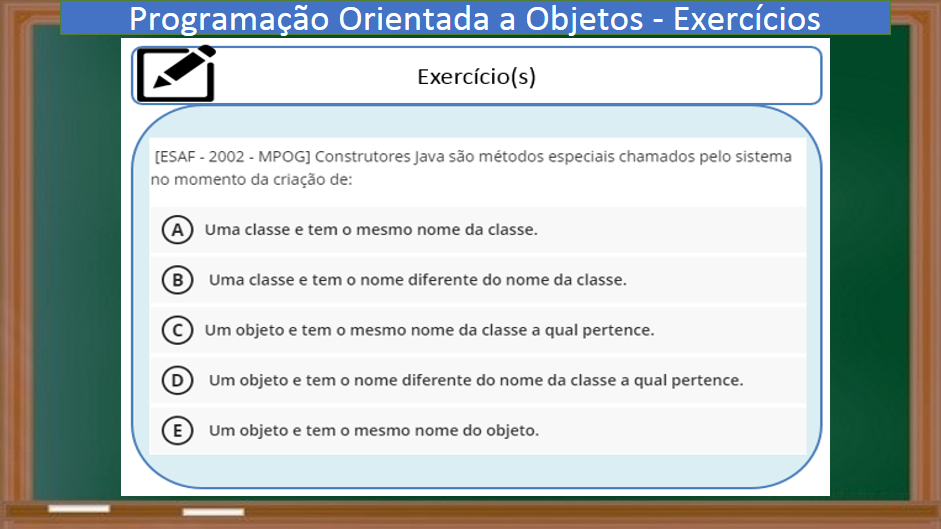 Programação Orientada a Objetos - Exercícios
Exercício(s)
[ESAF - 2002 - MPOG] Construtores Java são métodos especiais chamados pelo sistema
no momento da criação de:
A Uma classe e tem o mesmo nome da classe.
B Uma classe e tem o nome diferente do nome da classe.
C Um objeto e tem o mesmo nome da classe a qual pertence.
D Um objeto e tem o nome diferente do nome da classe a qual pertence.
E Um objeto e tem o mesmo nome do objeto.